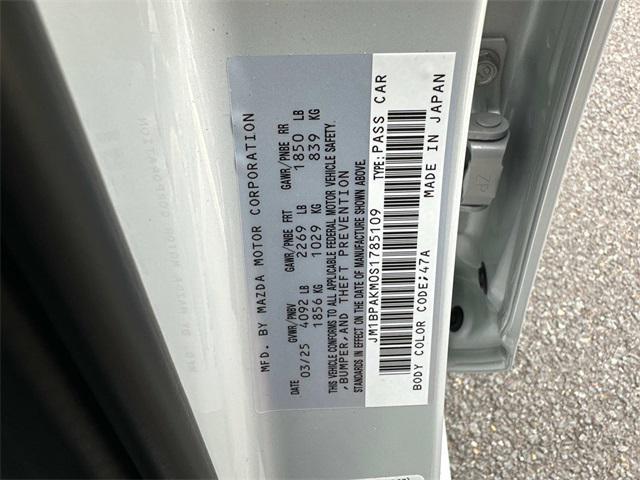 MFD. BY MAZDA MOTOR CORPORATION
DATE GVWR/PNBV GAWR/PNBE FRT GAWR/PNBE RR
03/25 4092 LB 2269 LB 1850 LB
1856 KG 1029 KG 839 KG
THIS VEHICLE CONFORMS TO ALL APPLICABLE FEDERAL MOTOR VEHICLE SAFETY,
,BUMPER,AND THEFT PREVENTION
STANDARDS IN EFFECT ON THE DATE OF MANUFACTURE SHOWN ABOVE.
JM1BPAKM0S1785109 TYPE:PASS CAR
BODY COLOR CODE:47A MADE IN JAPAN